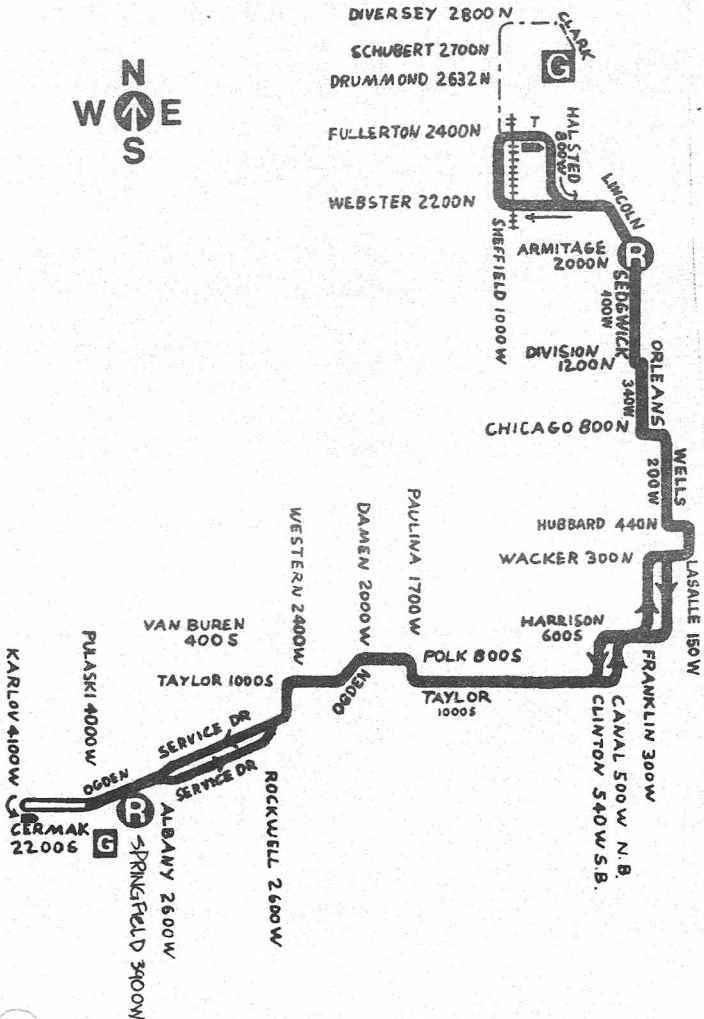 DIVERSEY 2800 N
CLARK
SCHUBERT 2700N
G
DRUMMOND 2632N
N
W E
S
T
FULLERTON 2400N
HALSTED
800W
WEBSTER 2200N
LINCOLN
SHEFFIELD 1000W
ARMITAGE
2000N
R
SEDGWICK
400W
DIVISION
1200N
ORLEANS
340W
CHICAGO 800N
WELLS
200W
HUBBARD 440N
WACKER 300N
LASALLE 150W
PAULINA 1700W
DAMEN 2000W
WESTERN 2400W
HARRISON
600S
VAN BUREN
400S
POLK 800S
TAYLOR 1000S
OGDEN
TAYLOR
1000S
FRANKLIN 300W
CANAL 500W N.B
CLINTON 540W S.B.
KARLOV 4100W
PULASKI 4000W
SERVICE DR
SERVICE DR
OGDEN
ROCKWELL 2600W
CERMAK
2200S
G
R
ALBANY 2600W
SPRINGFIELD 3900W